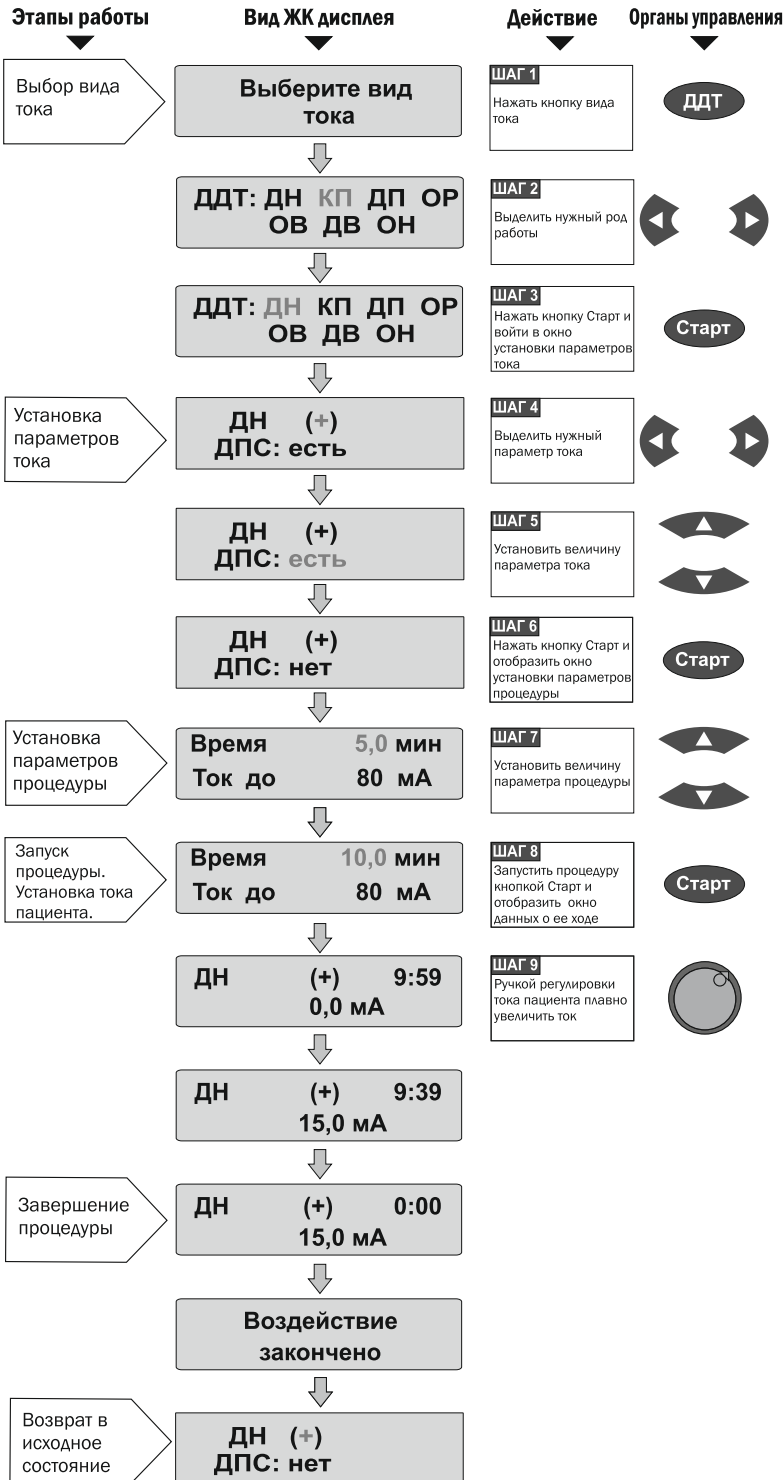 Этапы работы
Вид ЖК дисплея
Действие
Органы управления
Выбор вида
тока
Выберите вид
тока
ШАГ 1
Нажать кнопку вида
тока
ДДТ
ДДТ: ДН КП ДП ОР
ОВ ДВ ОН
ШАГ 2
Выделить нужный род
работы
ДДТ: ДН КП ДП ОР
ОВ ДВ ОН
ШАГ 3
Нажать кнопку Старт и
войти в окно
установки параметров
тока
Старт
Установка
параметров
тока
ДН (+)
ДПС: есть
ШАГ 4
Выделить нужный
параметр тока
ДН (+)
ДПС: есть
ШАГ 5
Установить величину
параметра тока
ДН (+)
ДПС: нет
ШАГ 6
Нажать кнопку Старт и
отобразить окно
установки параметров
процедуры
Старт
Установка
параметров
процедуры
Время 5,0 мин
Ток до 80 мА
ШАГ 7
Установить величину
параметра процедуры
Запуск
процедуры.
Установка тока
пациента.
Время 10,0 мин
Ток до 80 мА
ШАГ 8
Запустить процедуру
кнопкой Старт и
отобразить окно
данных о ее ходе
Старт
ДН (+) 9:59
0,0 мА
ШАГ 9
Ручкой регулировки
тока пациента плавно
увеличить ток
ДН (+) 9:39
15,0 мА
Завершение
процедуры
ДН (+) 0:00
15,0 мА
Воздействие
закончено
Возврат в
исходное
состояние
ДН (+)
ДПС: нет